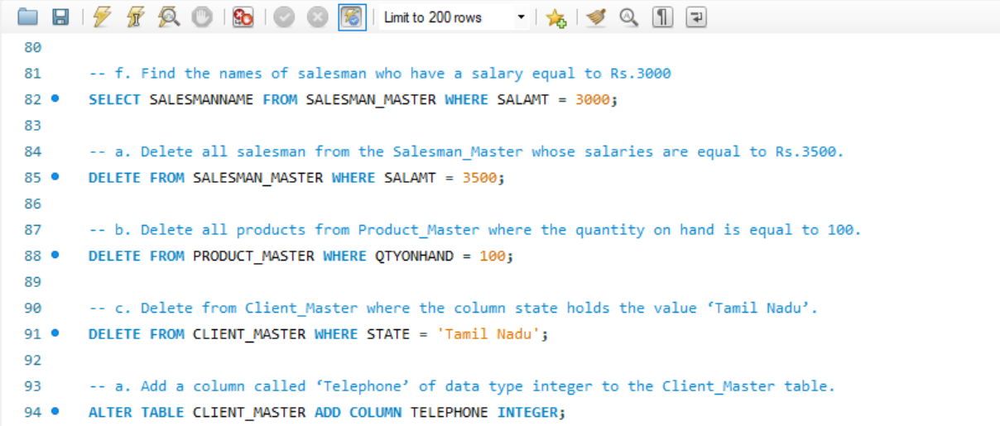 Limit to 200 rows
80
81 -- f. Find the names of salesman who have a salary equal to Rs.3000
82 SELECT SALESMANNAME FROM SALESMAN_MASTER WHERE SALAMT = 3000;
83
84 -- a. Delete all salesman from the Salesman_Master whose salaries are equal to Rs.3500.
85 DELETE FROM SALESMAN_MASTER WHERE SALAMT = 3500;
86
87 -- b. Delete all products from Product_Master where the quantity on hand is equal to 100.
88 DELETE FROM PRODUCT_MASTER WHERE QTYONHAND = 100;
89
90 -- c. Delete from Client_Master where the column state holds the value ‘Tamil Nadu’.
91 DELETE FROM CLIENT_MASTER WHERE STATE = 'Tamil Nadu';
92
93 -- a. Add a column called ‘Telephone’ of data type integer to the Client_Master table.
94 ALTER TABLE CLIENT_MASTER ADD COLUMN TELEPHONE INTEGER;